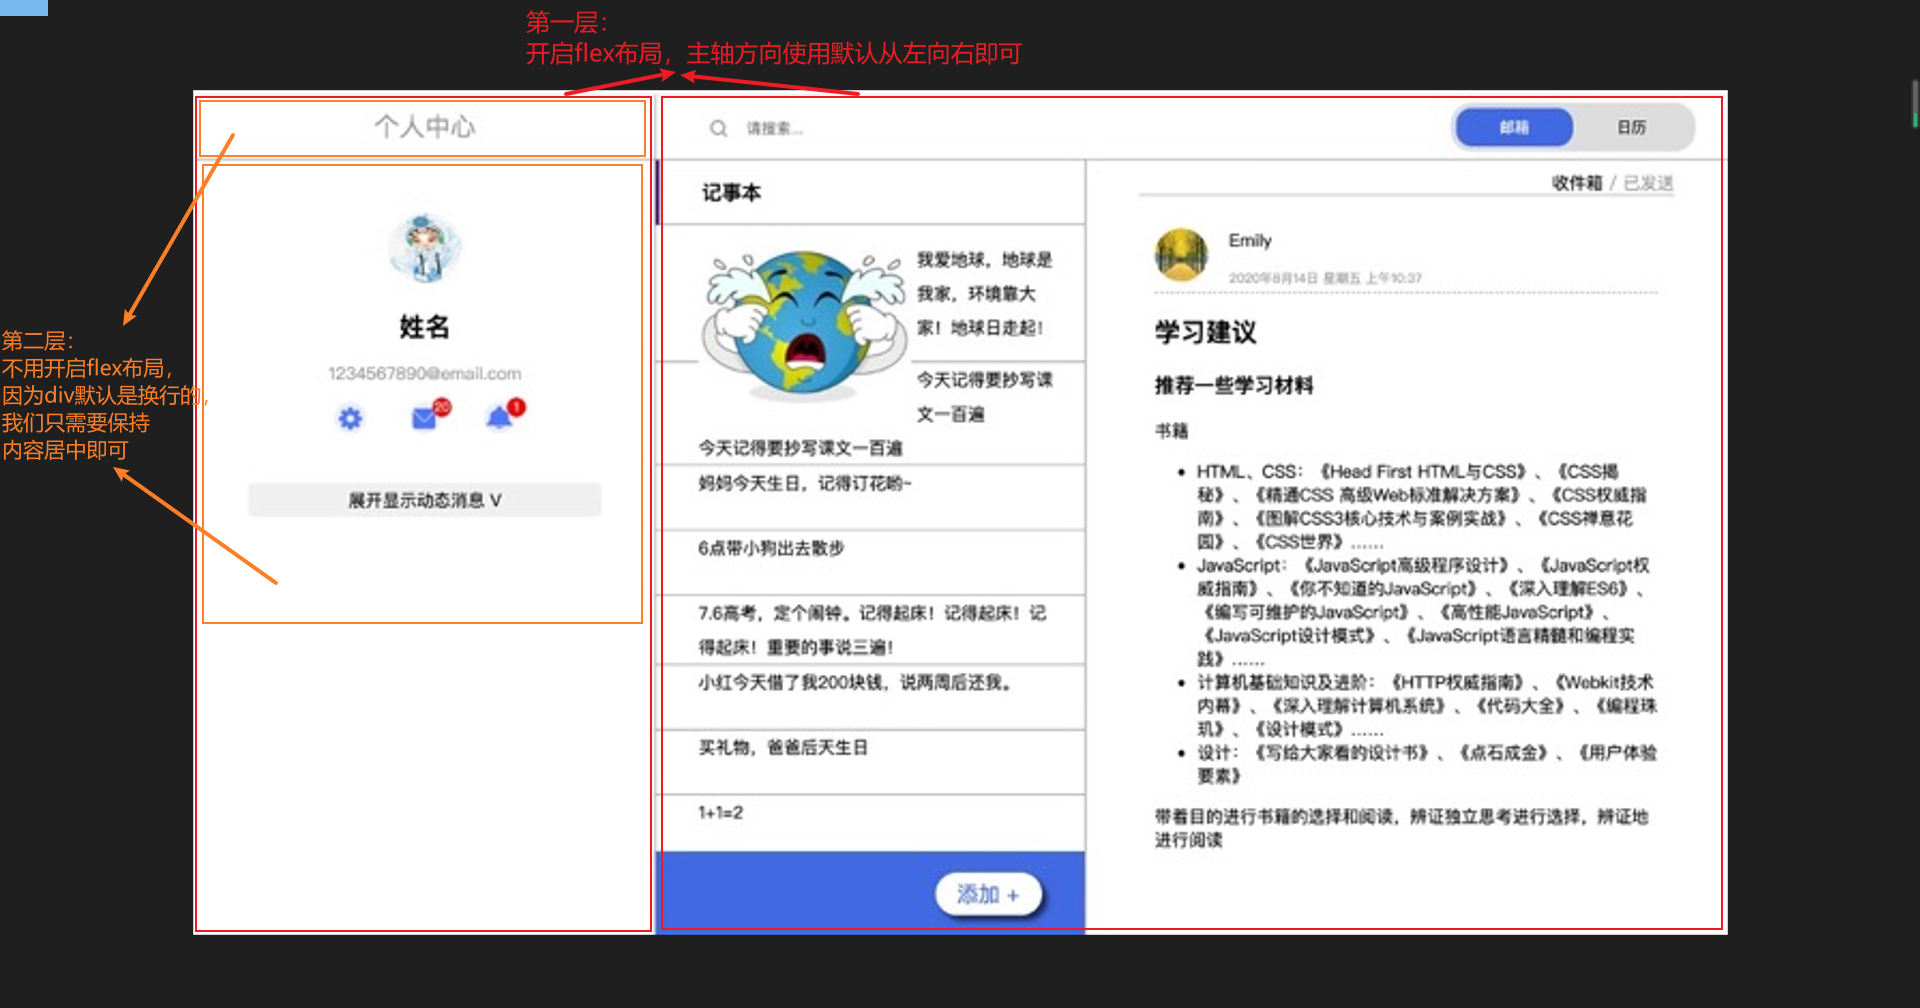 第一层：
开启flex布局，主轴方向使用默认从左向右即可
个人中心
请搜索...
邮箱
日历
第二层：
不用开启flex布局，
因为div默认是换行的，
我们只需要保持
内容居中即可
姓名
1234567890@email.com
20
1
展开显示动态消息 V
记事本
我爱地球，地球是
我家，环境靠大
家！地球日走起！
今天记得要抄写课
文一百遍
今天记得要抄写课文一百遍
妈妈今天生日，记得订花哟~
6点带小狗出去散步
7.6高考，定个闹钟。记得起床！记得起床！记
得起床！重要的事说三遍！
小红今天借了我200块钱，说两周后还我。
买礼物，爸爸后天生日
1+1=2
添加 +
收件箱 / 已发送
Emily
2020年8月14日 星期五 上午10:37
学习建议
推荐一些学习材料
书籍
• HTML、CSS：《Head First HTML与CSS》、《CSS揭
秘》、《精通CSS 高级Web标准解决方案》、《CSS权威指
南》、《图解CSS3核心技术与案例实战》、《CSS禅意花
园》、《CSS世界》……
• JavaScript：《JavaScript高级程序设计》、《JavaScript权
威指南》、《你不知道的JavaScript》、《深入理解ES6》、
《编写可维护的JavaScript》、《高性能JavaScript》、
《JavaScript设计模式》、《JavaScript语言精髓和编程实
践》……
• 计算机基础知识及进阶：《HTTP权威指南》、《Webkit技术
内幕》、《深入理解计算机系统》、《代码大全》、《编程珠
玑》、《设计模式》……
• 设计：《写给大家看的设计书》、《点石成金》、《用户体验
要素》
带着目的进行书籍的选择和阅读，辨证独立思考进行选择，辨证地
进行阅读